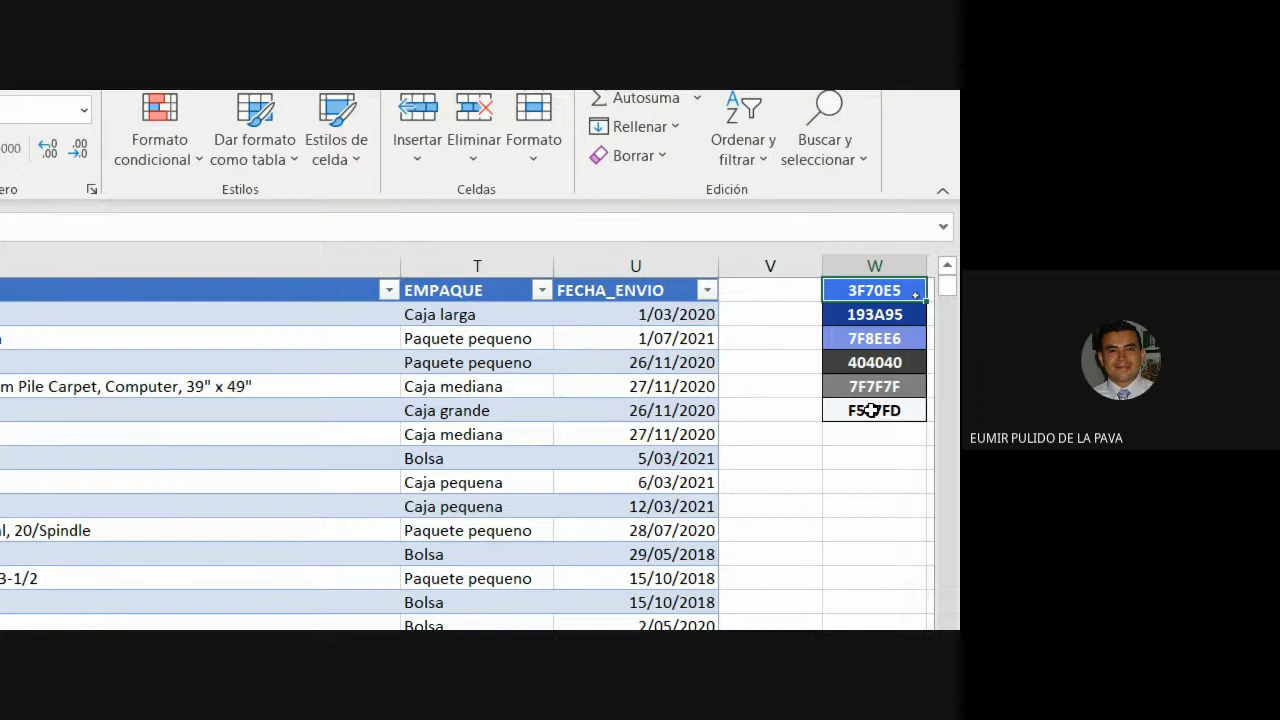 Formato condicional
Dar formato como tabla
Estilos de celda
Insertar
Eliminar
Formato
Autosuma
Rellenar
Borrar
Ordenar y filtrar
Buscar y seleccionar
000
,00
,00
ero
Estilos
Celdas
Edición
T U V W
EMPAQUE FECHA_ENVIO 3F70E5
Caja larga 1/03/2020 193A95
a Paquete pequeno 1/07/2021 7F8EE6
Paquete pequeno 26/11/2020 404040
m Pile Carpet, Computer, 39" x 49" Caja mediana 27/11/2020 7F7F7F
Caja grande 26/11/2020
Caja mediana 27/11/2020
Bolsa 5/03/2021
Caja pequena 6/03/2021
Caja pequena 12/03/2021
al, 20/Spindle Paquete pequeno 28/07/2020
Bolsa 29/05/2018
3-1/2 Paquete pequeno 15/10/2018
Bolsa 15/10/2018
Bolsa 2/05/2020
EUMIR PULIDO DE LA PAVA